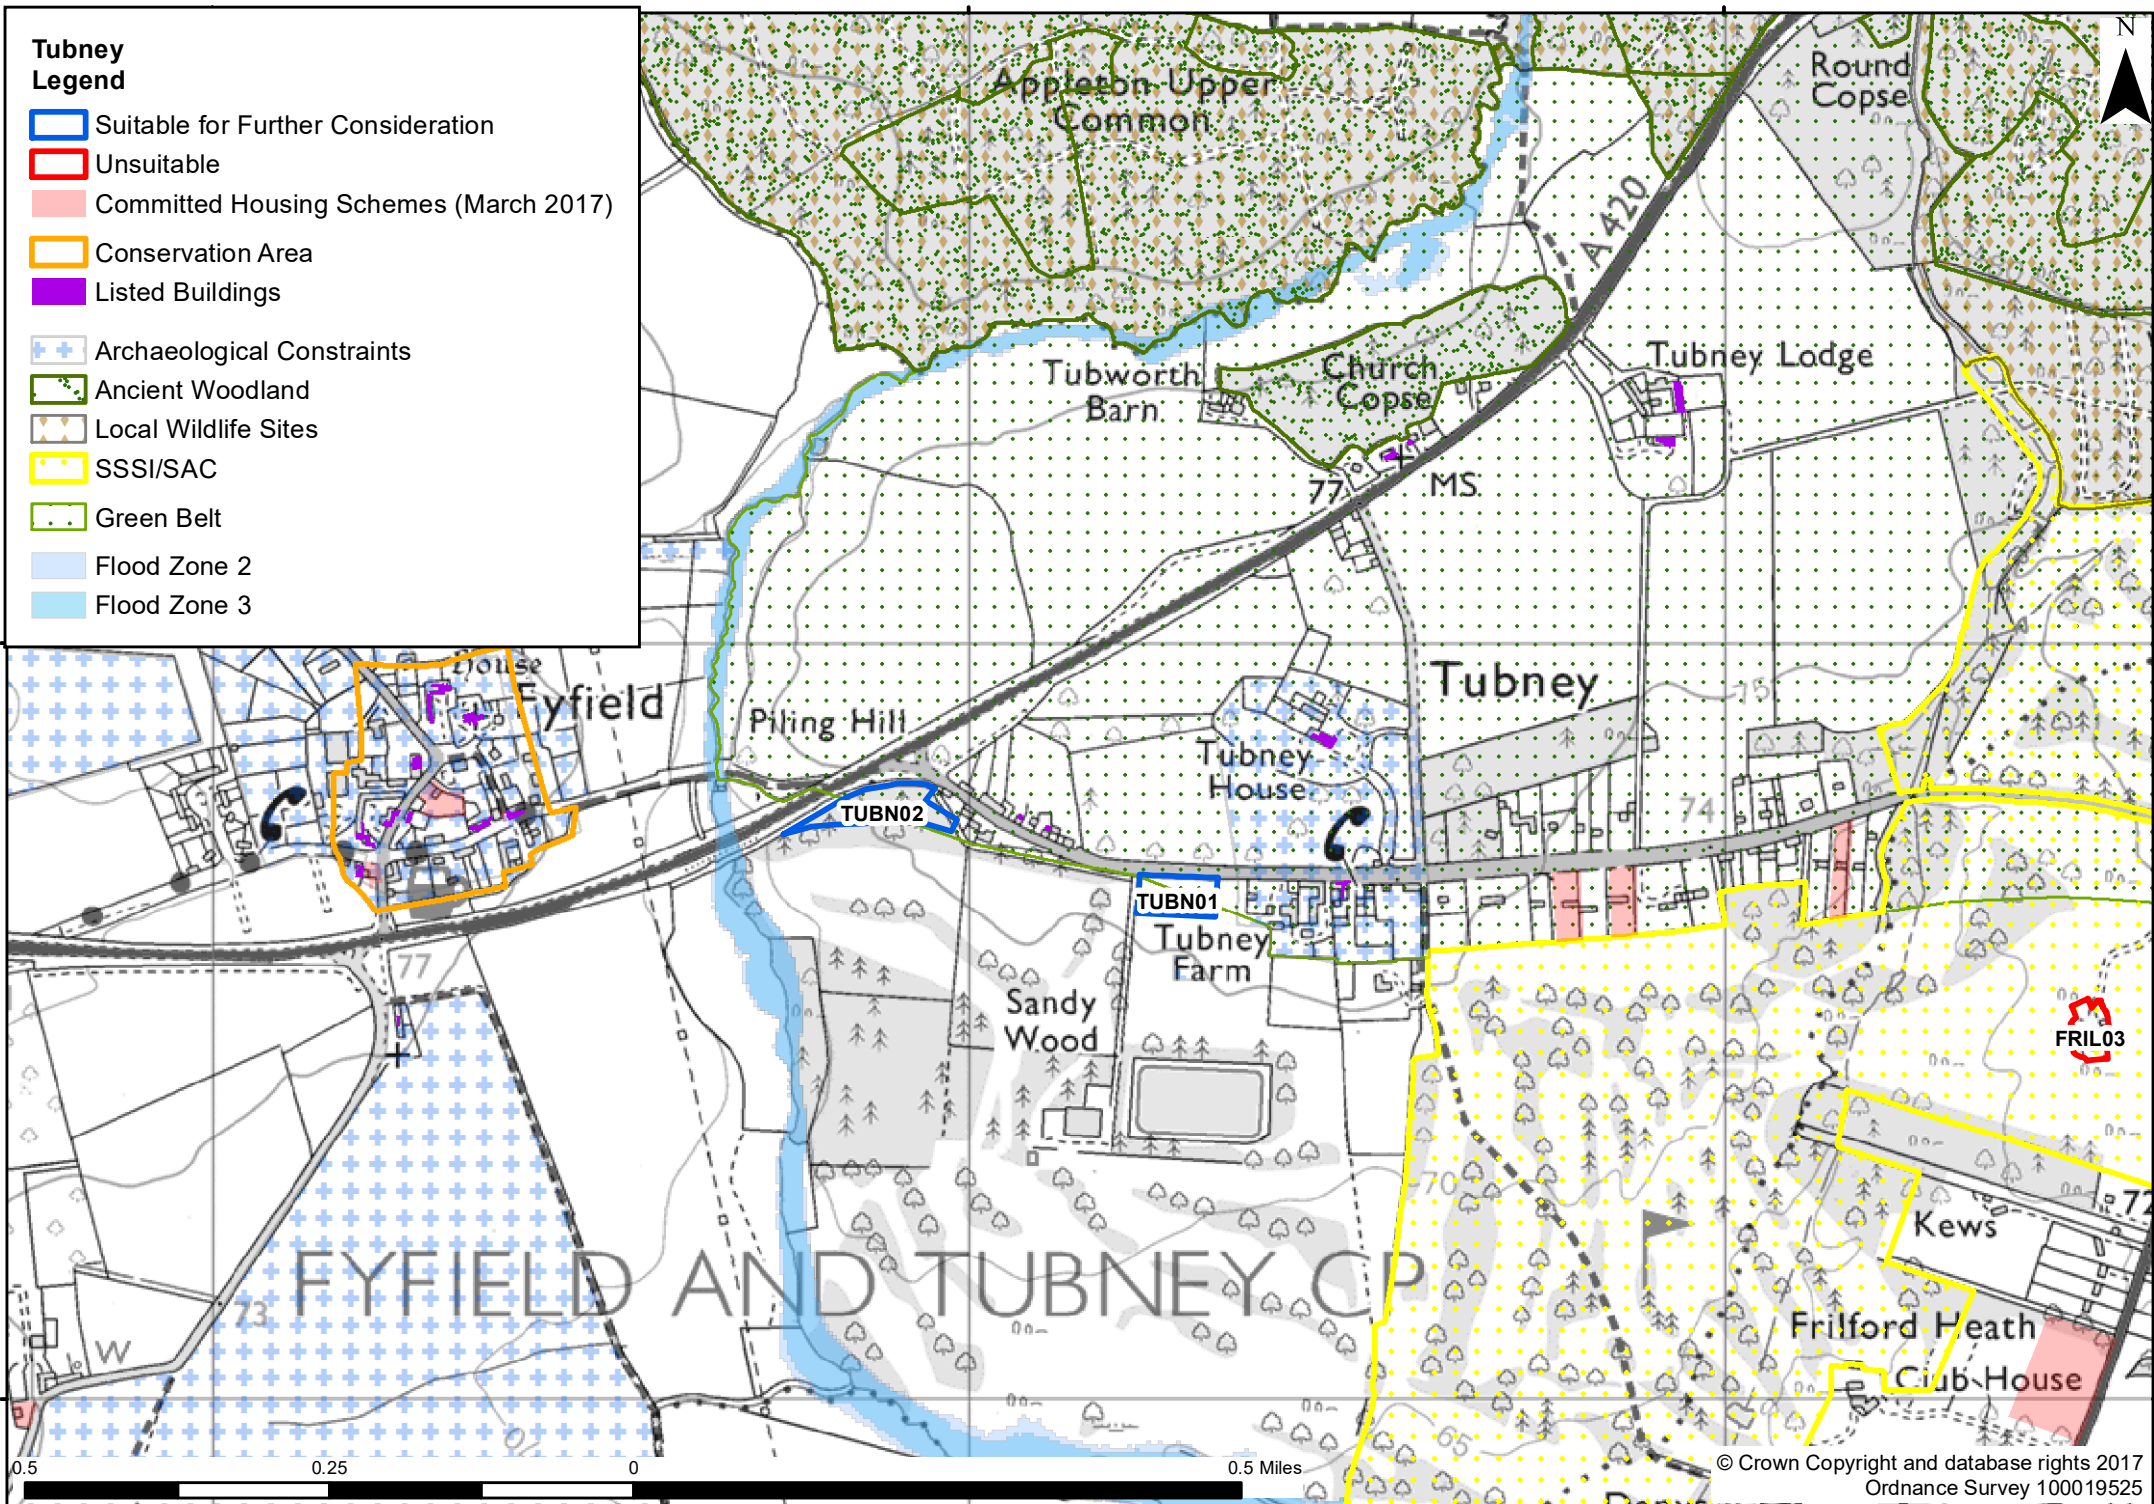 Tubney
Legend
Suitable for Further Consideration
Unsuitable
Committed Housing Schemes (March 2017)
Conservation Area
Listed Buildings
Archaeological Constraints
Ancient Woodland
Local Wildlife Sites
SSSI/SAC
Green Belt
Flood Zone 2
Flood Zone 3
N
Appleton Upper
Common
Round
Copse
A 420
Tubworth
Barn
Church
Copse
Tubney Lodge
77
MS
House
Fyfield
Piling Hill
Tubney
75
Tubney
House
74
TUBN02
TUBN01
Tubney
Farm
77
Sandy
Wood
FRIL03
70
72
Kews
FYFIELD AND TUBNEY CP
73
W
Frilford Heath
Club House
65
0.5
0.25
0
0.5 Miles
© Crown Copyright and database rights 2017
Ordnance Survey 100019525